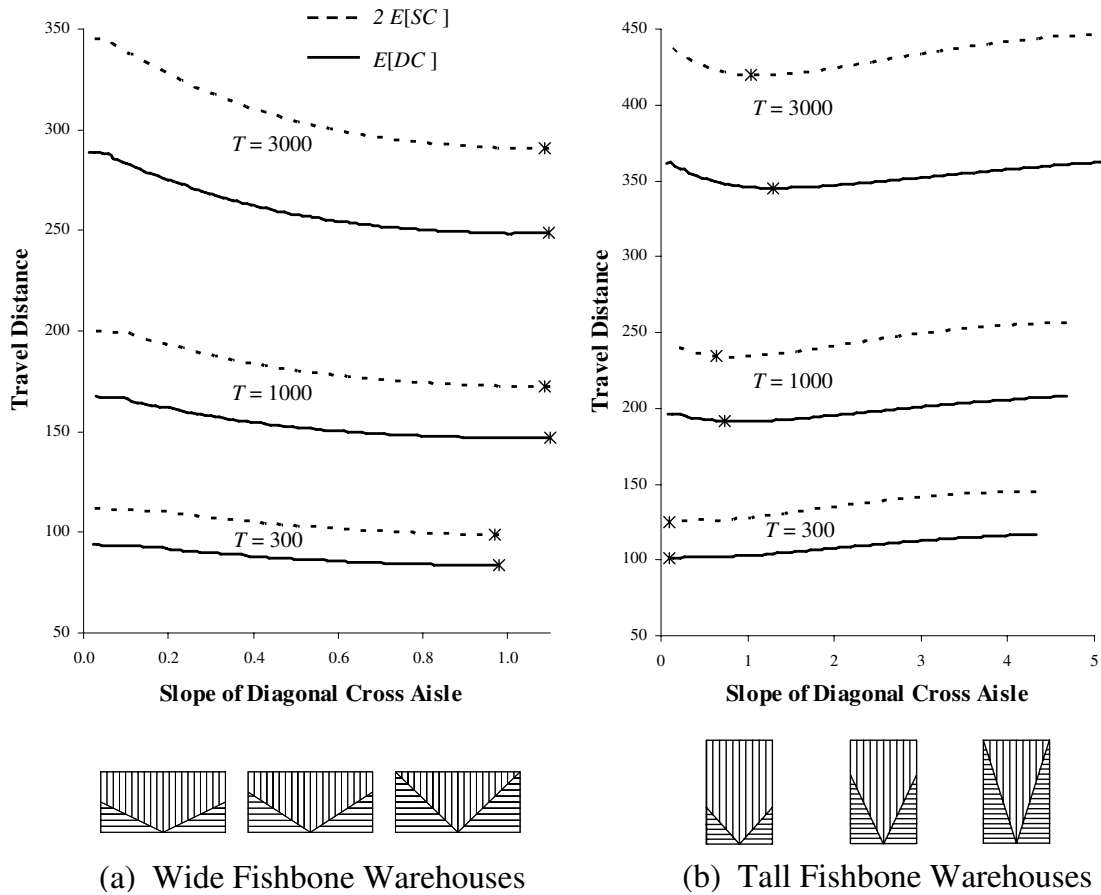 2 E[SC ]
E[DC ]
350
300
250
200
150
100
50
Travel Distance
T = 3000
T = 1000
T = 300
0.0 0.2 0.4 0.6 0.8 1.0
Slope of Diagonal Cross Aisle
(a) Wide Fishbone Warehouses
450
400
350
300
250
200
150
100
50
Travel Distance
T = 3000
T = 1000
T = 300
0 1 2 3 4 5
Slope of Diagonal Cross Aisle
(b) Tall Fishbone Warehouses